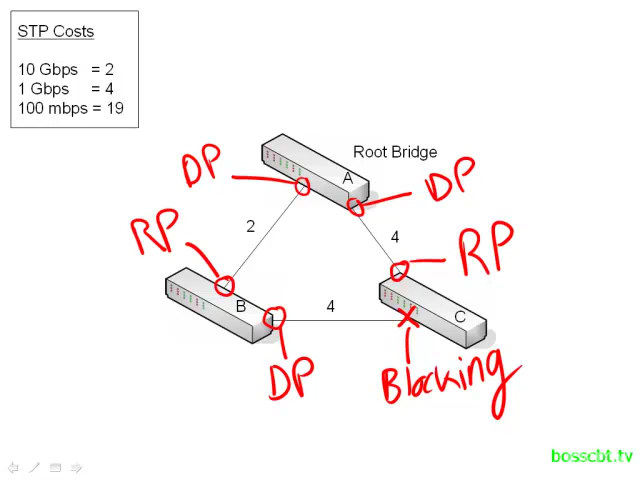 STP Costs
10 Gbps = 2
1 Gbps = 4
100 mbps = 19
Root Bridge
A
DP
DP
2
4
RP
RP
B
4
C
DP
Blocking
bosscbt.tv